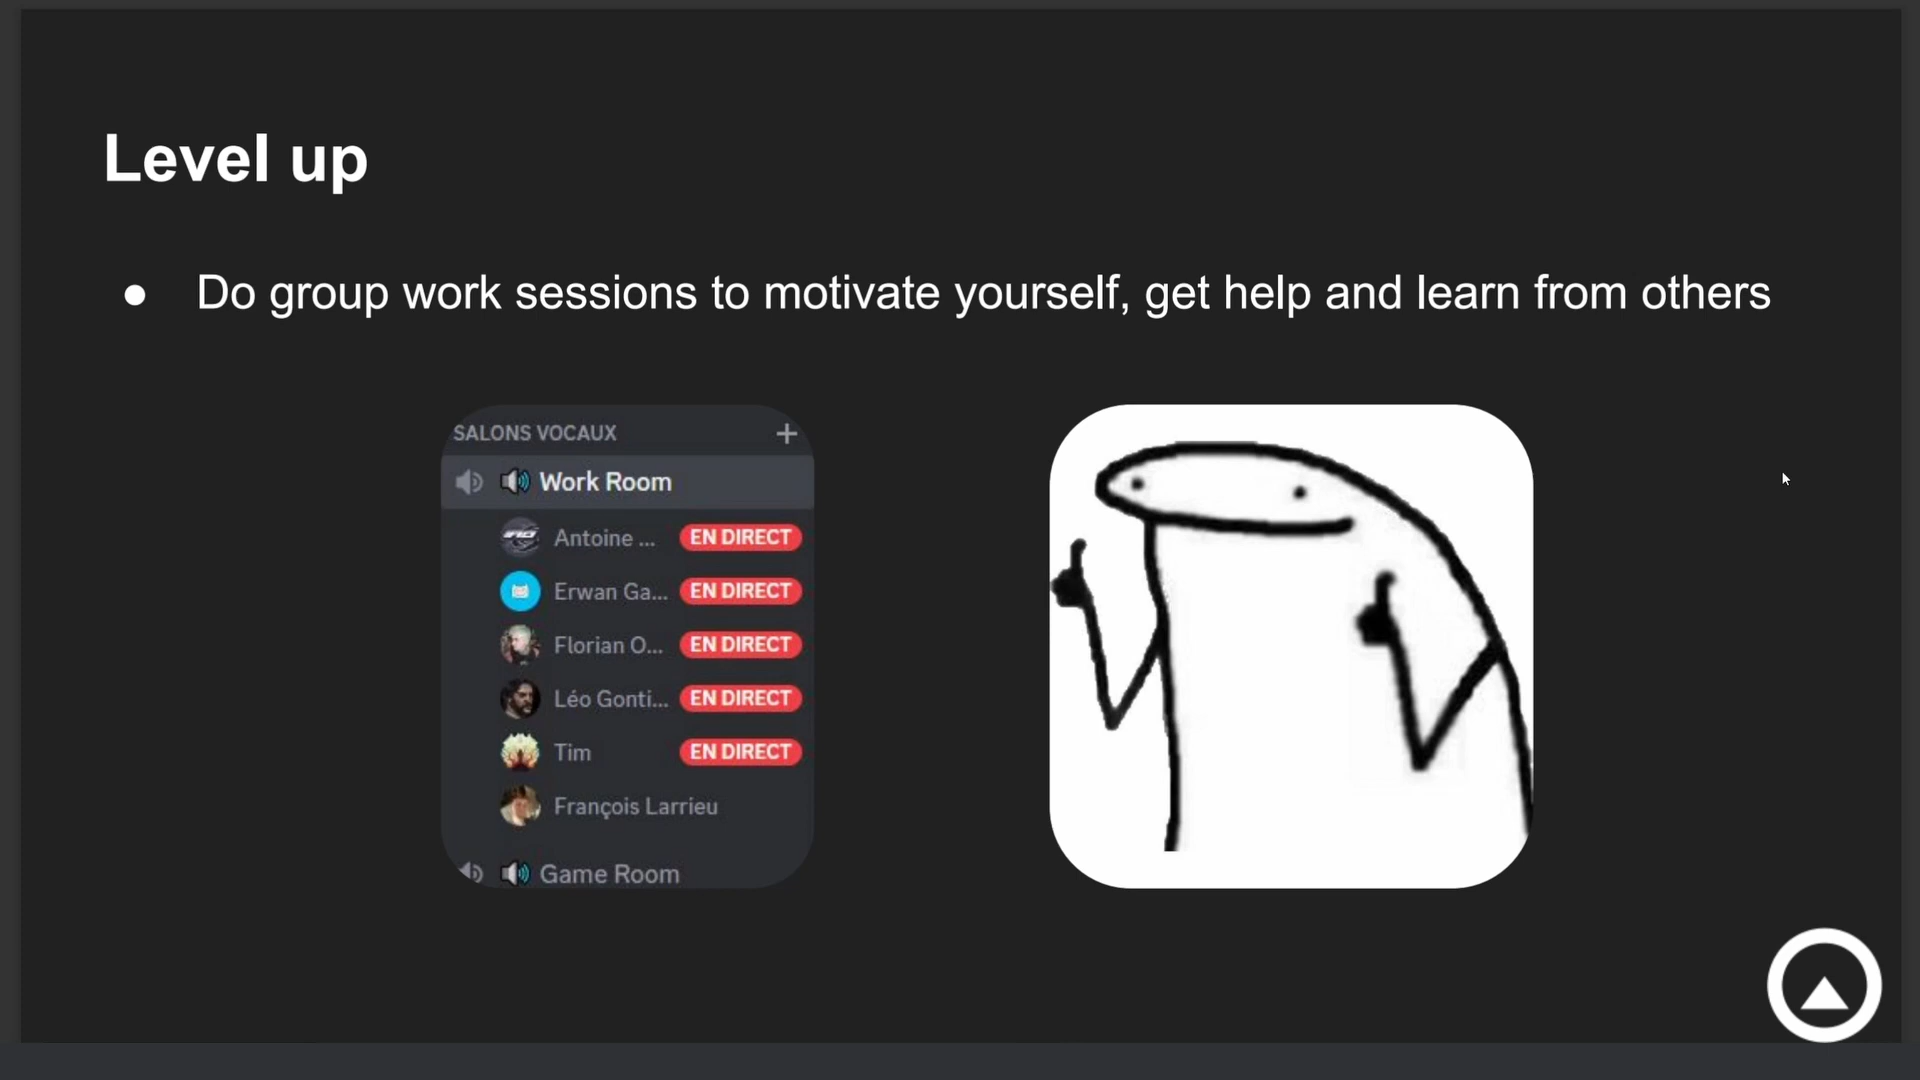 Level up
● Do group work sessions to motivate yourself, get help and learn from others
SALONS VOCAUX
Work Room
Antoine ... EN DIRECT
Erwan Ga... EN DIRECT
Florian O... EN DIRECT
Léo Gonti... EN DIRECT
Tim EN DIRECT
François Larrieu
Game Room